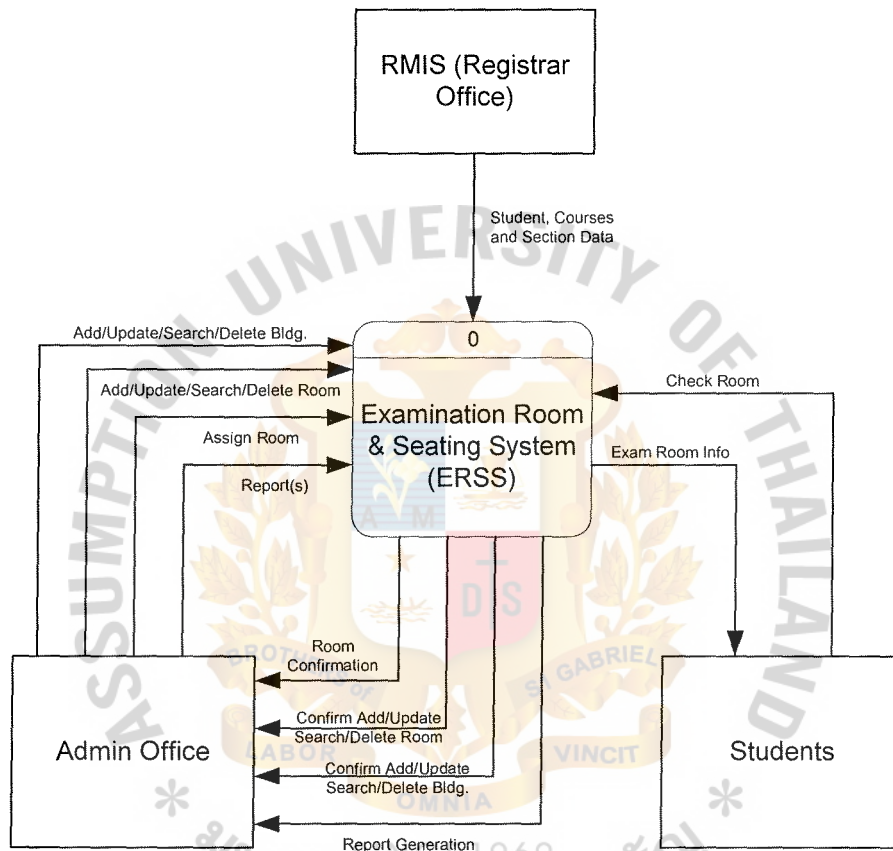 RMIS (Registrar
Office)
Student, Courses
and Section Data
ASSUMPTION UNIVERSITY OF THAILAND
Add/Update/Search/Delete Bldg.
0
Check Room
Add/Update/Search/Delete Room
Examination Room
& Seating System
(ERSS)
Assign Room
Exam Room Info
Report(s)
A M
D S
Room
Confirmation
BROTHERS of
ST GABRIEL
Confirm Add/Update
Search/Delete Room
Admin Office
Students
LABOR
VINCIT
Confirm Add/Update
Search/Delete Bldg.
OMNIA
*
*
Report Generation